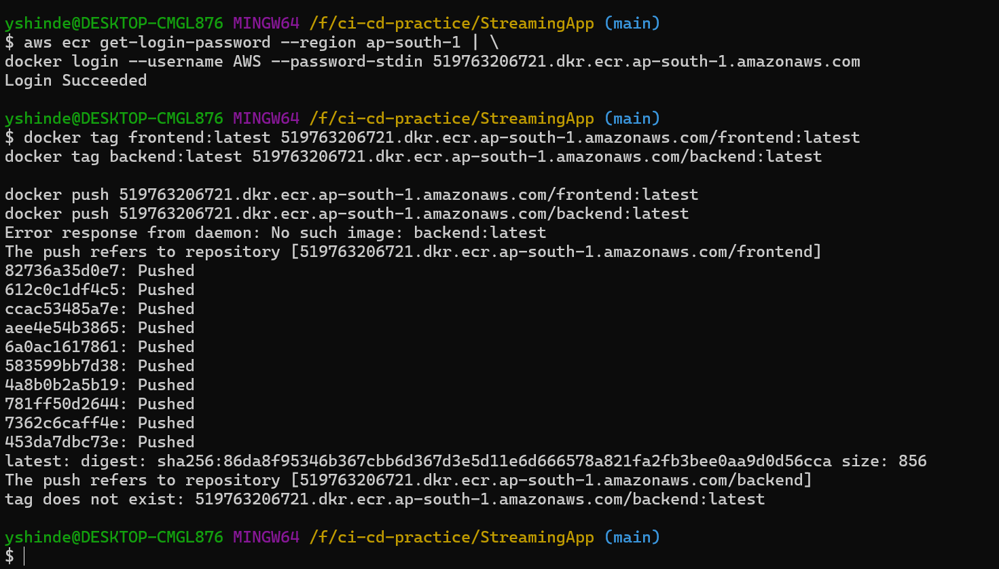 yshinde@DESKTOP-CMGL876 MINGW64 /f/ci-cd-practice/StreamingApp (main)
$ aws ecr get-login-password --region ap-south-1 | \
docker login --username AWS --password-stdin 519763206721.dkr.ecr.ap-south-1.amazonaws.com
Login Succeeded

yshinde@DESKTOP-CMGL876 MINGW64 /f/ci-cd-practice/StreamingApp (main)
$ docker tag frontend:latest 519763206721.dkr.ecr.ap-south-1.amazonaws.com/frontend:latest
docker tag backend:latest 519763206721.dkr.ecr.ap-south-1.amazonaws.com/backend:latest

docker push 519763206721.dkr.ecr.ap-south-1.amazonaws.com/frontend:latest
docker push 519763206721.dkr.ecr.ap-south-1.amazonaws.com/backend:latest
Error response from daemon: No such image: backend:latest
The push refers to repository [519763206721.dkr.ecr.ap-south-1.amazonaws.com/frontend]
82736a35d0e7: Pushed
612c0c1df4c5: Pushed
ccac53485a7e: Pushed
aee4e54b3865: Pushed
6a0ac1617861: Pushed
583599bb7d38: Pushed
4a8b0b2a5b19: Pushed
781ff50d2644: Pushed
7362c6caff4e: Pushed
453da7dbc73e: Pushed
latest: digest: sha256:86da8f95346b367cbb6d367d3e5d11e6d666578a821fa2fb3bee0aa9d0d56cca size: 856
The push refers to repository [519763206721.dkr.ecr.ap-south-1.amazonaws.com/backend]
tag does not exist: 519763206721.dkr.ecr.ap-south-1.amazonaws.com/backend:latest

yshinde@DESKTOP-CMGL876 MINGW64 /f/ci-cd-practice/StreamingApp (main)
$